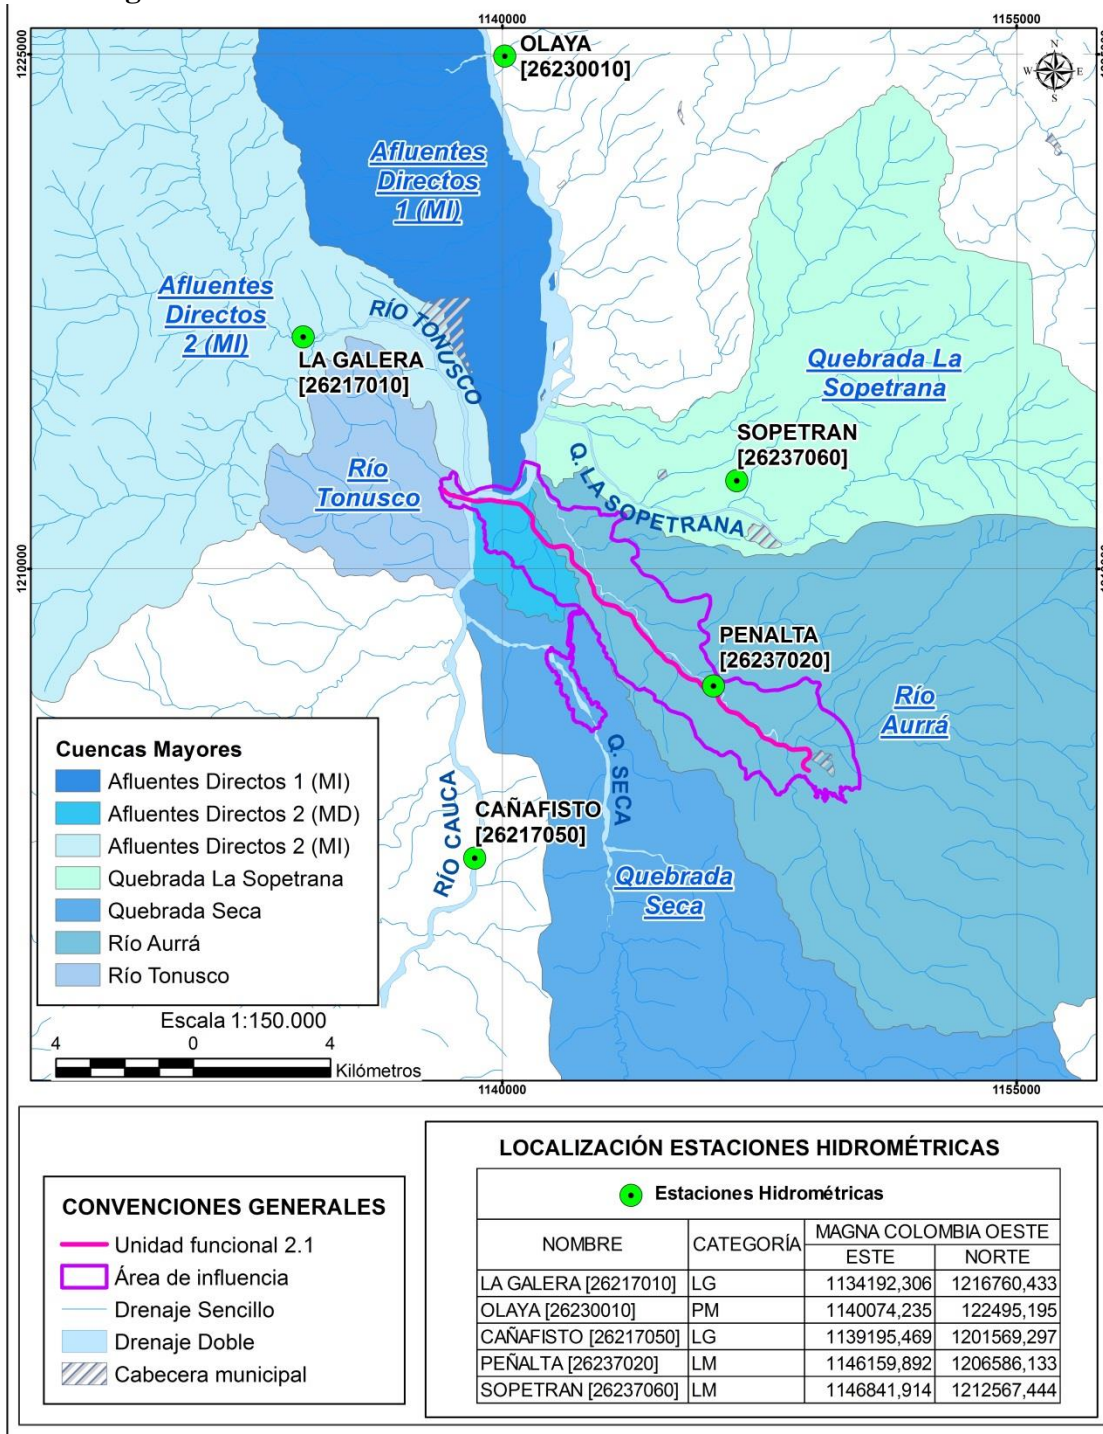 1140000
1155000
1225000
N
W
E
S
OLAYA
[26230010]
Afluentes
Directos
1 (MI)
Afluentes
Directos
2 (MI)
RÍO TONUSCO
LA GALERA
[26217010]
Quebrada La
Sopetrana
SOPETRAN
[26237060]
Río
Tonusco
Q. LA SOPETRANA
1210000
PENALTA
[26237020]
Río
Aurrá
Q. SECA
RÍO CAUCA
CAÑAFISTO
[26217050]
Quebrada
Seca
Cuencas Mayores
Afluentes Directos 1 (MI)
Afluentes Directos 2 (MD)
Afluentes Directos 2 (MI)
Quebrada La Sopetrana
Quebrada Seca
Río Aurrá
Río Tonusco
Escala 1:150.000
4 0 4
Kilómetros
1140000
1155000
CONVENCIONES GENERALES
Unidad funcional 2.1
Área de influencia
Drenaje Sencillo
Drenaje Doble
Cabecera municipal
LOCALIZACIÓN ESTACIONES HIDROMÉTRICAS
Estaciones Hidrométricas
NOMBRE CATEGORÍA MAGNA COLOMBIA OESTE
ESTE NORTE
LA GALERA [26217010] LG 1134192,306 1216760,433
OLAYA [26230010] PM 1140074,235 122495,195
CAÑAFISTO [26217050] LG 1139195,469 1201569,297
PEÑALTA [26237020] LM 1146159,892 1206586,133
SOPETRAN [26237060] LM 1146841,914 1212567,444